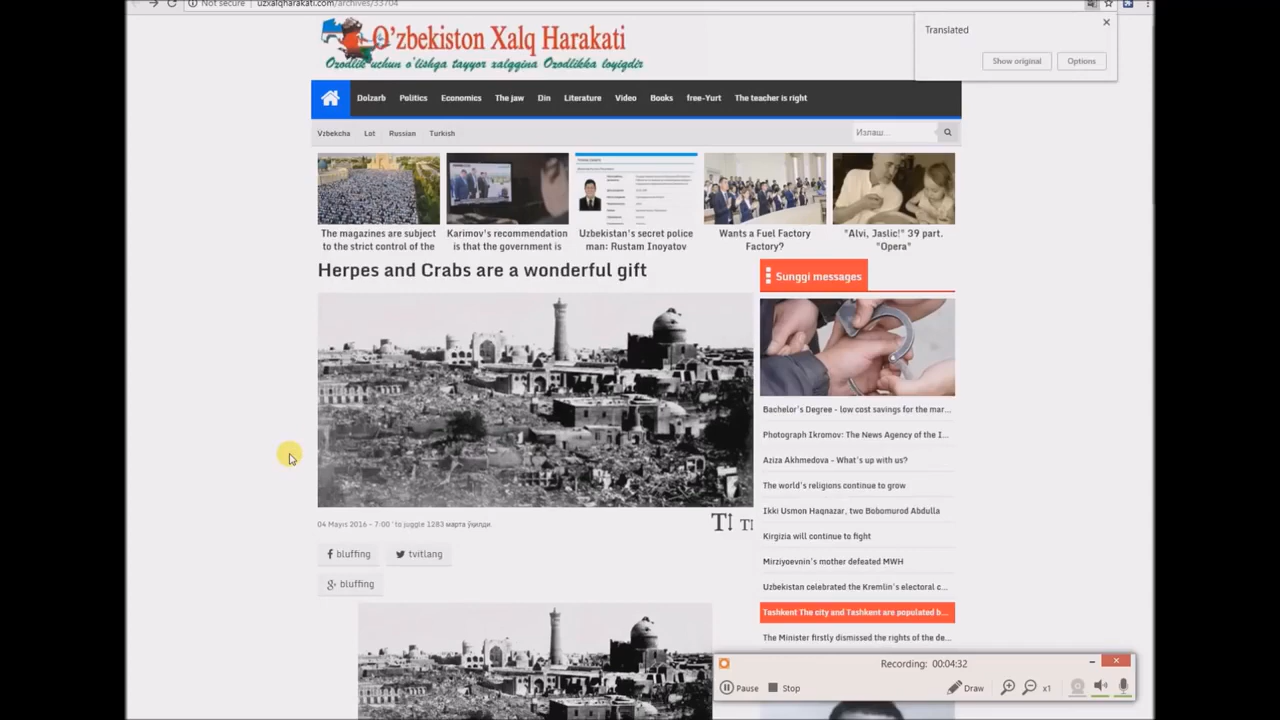 Not secure
uzxalqharakati.com/archives/33704
Translated
Show original
Options
O'zbekiston Xalq Harakati
Ozodlik uchun o'lishga tayyor xalqgina Ozodlikka loyigdir
Dolzarb
Politics
Economics
The jaw
Din
Literature
Video
Books
free-Yurt
The teacher is right
Vzbekcha
Lot
Russian
Turkish
Излаш...
The magazines are subject
to the strict control of the
Karimov's recommendation
is that the government is
Uzbekistan's secret police
man: Rustam Inoyatov
Wants a Fuel Factory
Factory?
"Alvi, Jaslic!" 39 part.
"Opera"
Herpes and Crabs are a wonderful gift
Sunggi messages
Bachelor's Degree - low cost savings for the mar...
Photograph Ikromov: The News Agency of the I...
Aziza Akhmedova - What's up with us?
The world's religions continue to grow
Ikki Usmon Haqnazar, two Bobomurod Abdulla
Kirgizia will continue to fight
Mirziyoevnin's mother defeated MWH
Uzbekistan celebrated the Kremlin's electoral c...
Tashkent The city and Tashkent are populated b...
The Minister firstly dismissed the rights of the de...
04 Mayıs 2016 - 7:00 ' to juggle 1283 марта ўқилди.
bluffing
tvitlang
bluffing
Recording: 00:04:32
Pause
Stop
Draw
x1